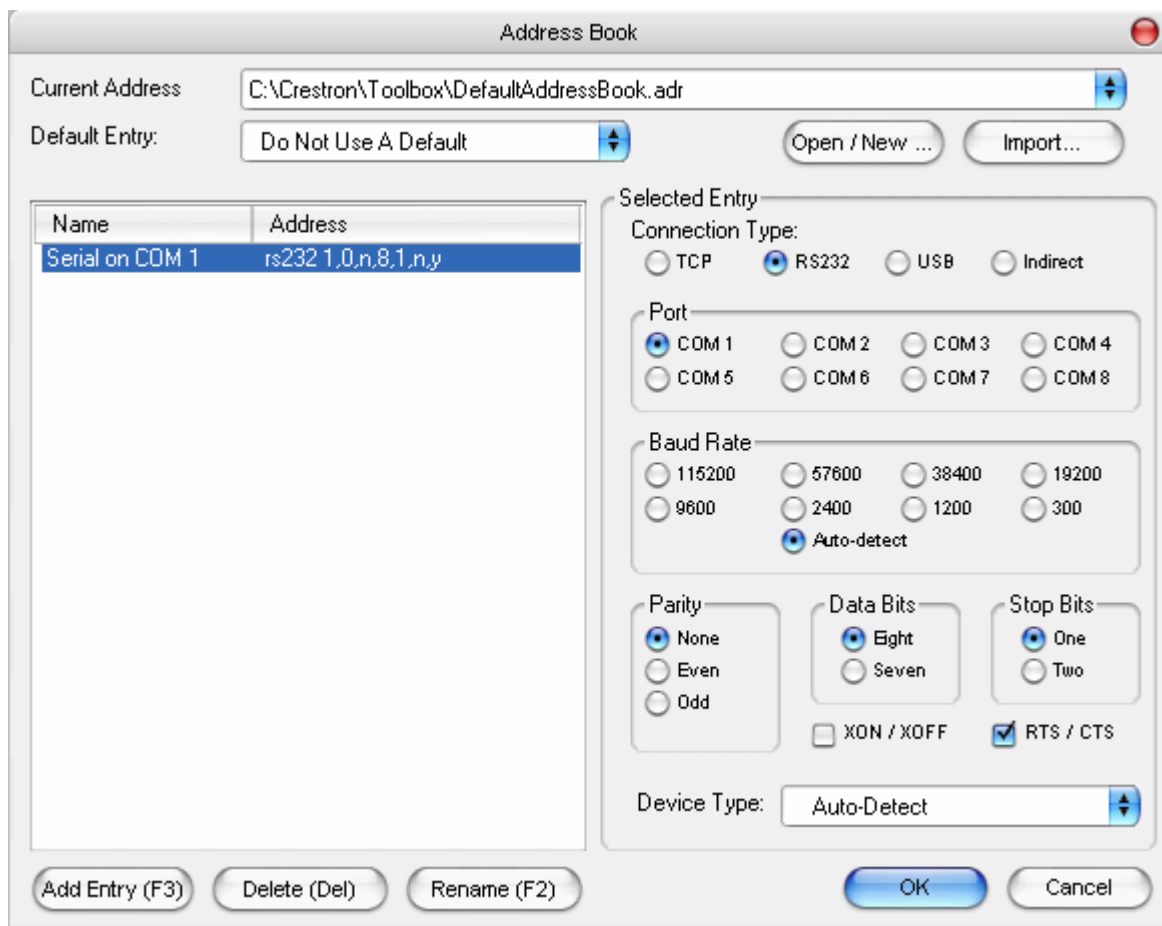 Address Book
Current Address C:\Crestron\Toolbox\DefaultAddressBook.adr
Default Entry: Do Not Use A Default Open / New ... Import...
Name Address
Serial on COM 1 rs232 1,0,n,8,1,n,y
Selected Entry
Connection Type:
TCP RS232 USB Indirect
Port
COM 1 COM 2 COM 3 COM 4
COM 5 COM 6 COM 7 COM 8
Baud Rate
115200 57600 38400 19200
9600 2400 1200 300
Auto-detect
Parity Data Bits Stop Bits
None Eight One
Even Seven Two
Odd
XON / XOFF RTS / CTS
Device Type: Auto-Detect
Add Entry (F3) Delete (Del) Rename (F2) OK Cancel